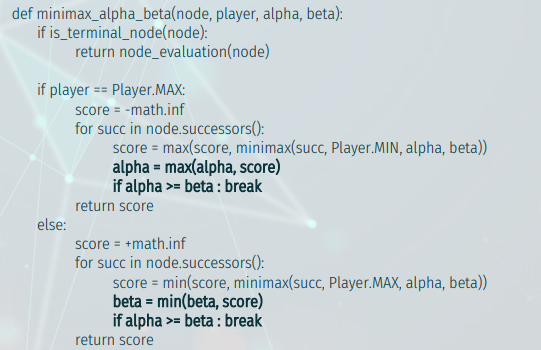 def minimax_alpha_beta(node, player, alpha, beta):
if is_terminal_node(node):
return node_evaluation(node)
if player == Player.MAX:
score = -math.inf
for succ in node.successors():
score = max(score, minimax(succ, Player.MIN, alpha, beta))
alpha = max(alpha, score)
if alpha >= beta : break
return score
else:
score = +math.inf
for succ in node.successors():
score = min(score, minimax(succ, Player.MAX, alpha, beta))
beta = min(beta, score)
if alpha >= beta : break
return score